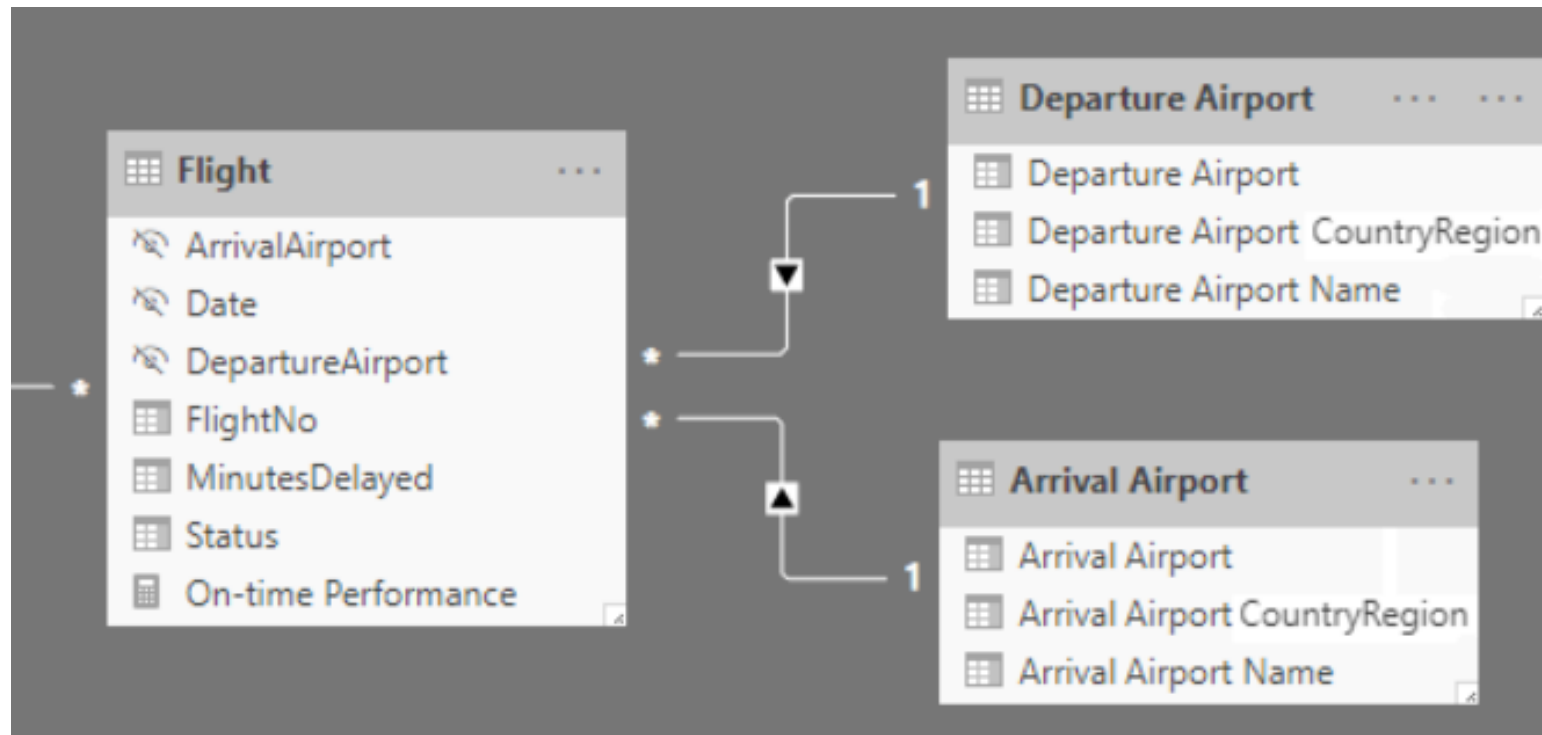 Flight
ArrivalAirport
Date
DepartureAirport
FlightNo
MinutesDelayed
Status
On-time Performance
*
*
*
1
Departure Airport
Departure Airport
Departure Airport CountryRegion
Departure Airport Name
1
Arrival Airport
Arrival Airport
Arrival Airport CountryRegion
Arrival Airport Name